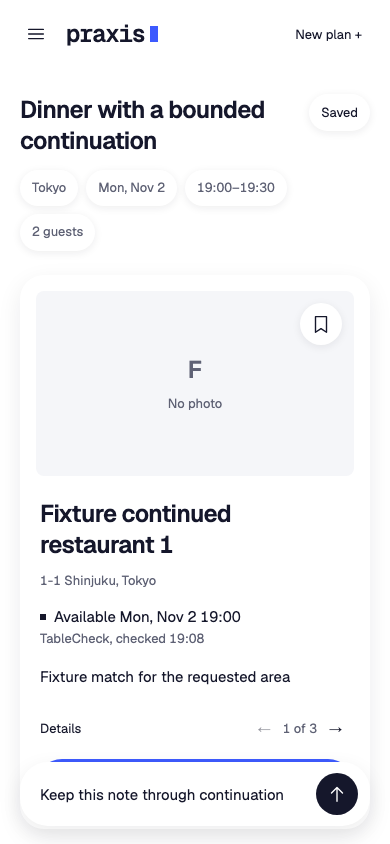 praxis
New plan +
Dinner with a bounded
continuation
Saved
Tokyo
Mon, Nov 2
19:00–19:30
2 guests
F
No photo
Fixture continued
restaurant 1
1-1 Shinjuku, Tokyo
Available Mon, Nov 2 19:00
TableCheck, checked 19:08
Fixture match for the requested area
Details
← 1 of 3 →
Keep this note through continuation